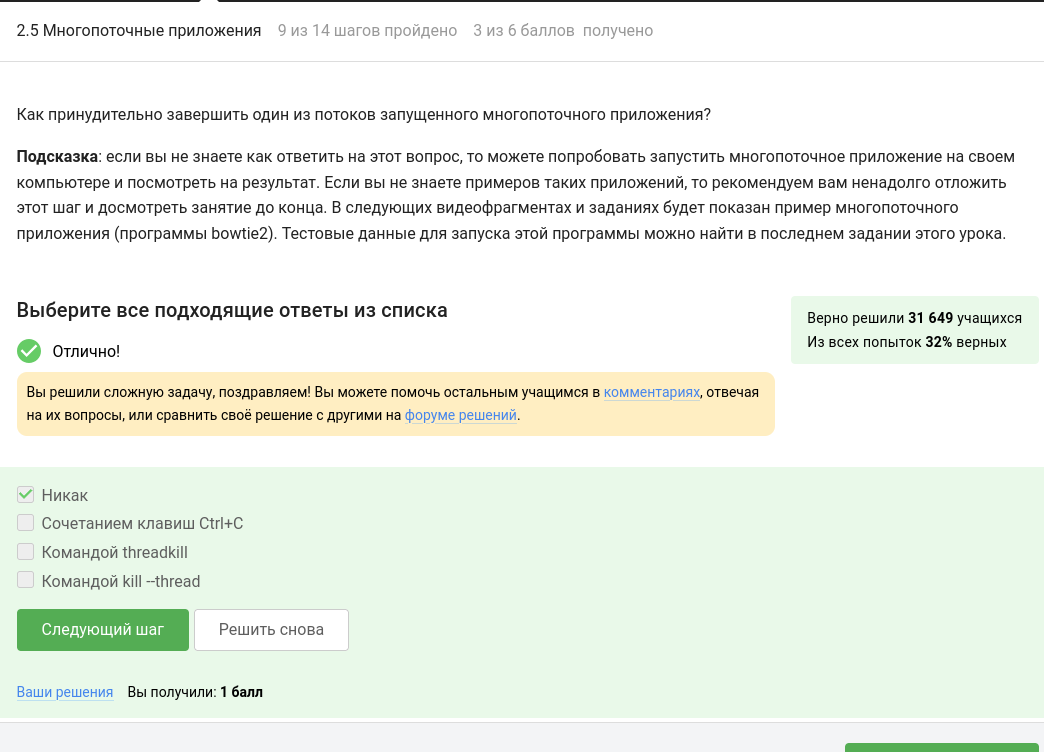 2.5 Многопоточные приложения 9 из 14 шагов пройдено 3 из 6 баллов получено
Как принудительно завершить один из потоков запущенного многопоточного приложения?
Подсказка: если вы не знаете как ответить на этот вопрос, то можете попробовать запустить многопоточное приложение на своем
компьютере и посмотреть на результат. Если вы не знаете примеров таких приложений, то рекомендуем вам ненадолго отложить
этот шаг и досмотреть занятие до конца. В следующих видеофрагментах и заданиях будет показан пример многопоточного
приложения (программы bowtie2). Тестовые данные для запуска этой программы можно найти в последнем задании этого урока.
Выберите все подходящие ответы из списка
Верно решили 31 649 учащихся
Из всех попыток 32% верных
Отлично!
Вы решили сложную задачу, поздравляем! Вы можете помочь остальным учащимся в комментариях, отвечая
на их вопросы, или сравнить своё решение с другими на форуме решений.
Никак
Сочетанием клавиш Ctrl+C
Командой threadkill
Командой kill --thread
Следующий шаг Решить снова
Ваши решения Вы получили: 1 балл